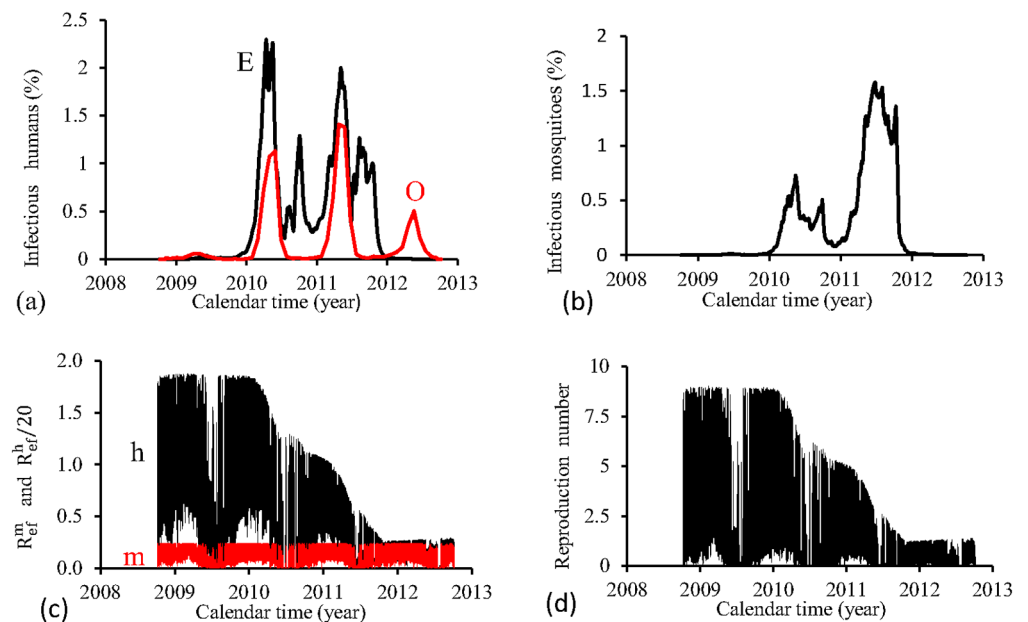 (a)
Infectious humans (%)
2.5
2
1.5
1
0.5
0
E
O
2008 2009 2010 2011 2012 2013
Calendar time (year)
(b)
Infectious mosquitoes (%)
2
1.5
1
0.5
0
2008 2009 2010 2011 2012 2013
Calendar time (year)
(c)
R_ef^m and R_ef^h/20
2.0
1.5
1.0
0.5
0.0
h
m
2008 2009 2010 2011 2012 2013
Calendar time (year)
(d)
Reproduction number
10
7.5
5
2.5
0
2008 2009 2010 2011 2012 2013
Calendar time (year)